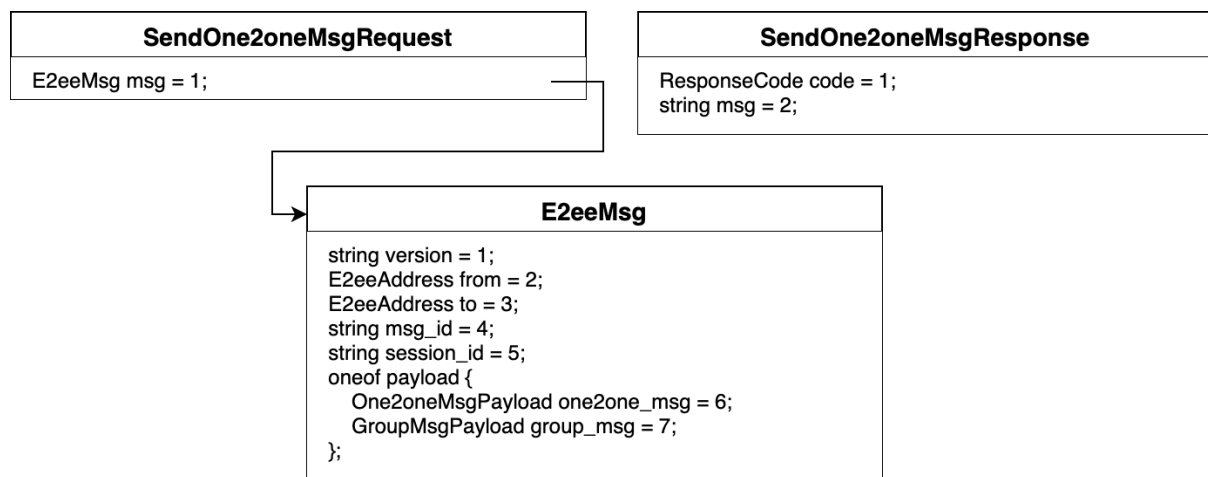 SendOne2oneMsgRequest
E2eeMsg msg = 1;
SendOne2oneMsgResponse
ResponseCode code = 1;
string msg = 2;
E2eeMsg
string version = 1;
E2eeAddress from = 2;
E2eeAddress to = 3;
string msg_id = 4;
string session_id = 5;
oneof payload {
One2oneMsgPayload one2one_msg = 6;
GroupMsgPayload group_msg = 7;
};